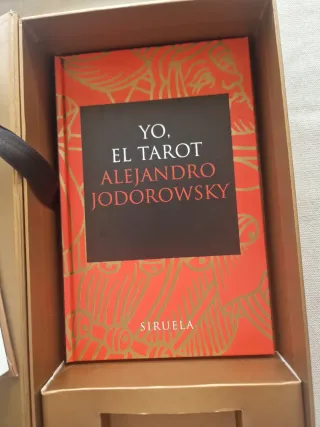 YO,
EL TAROT
ALEJANDRO
JODOROWSKY
SIRUELA